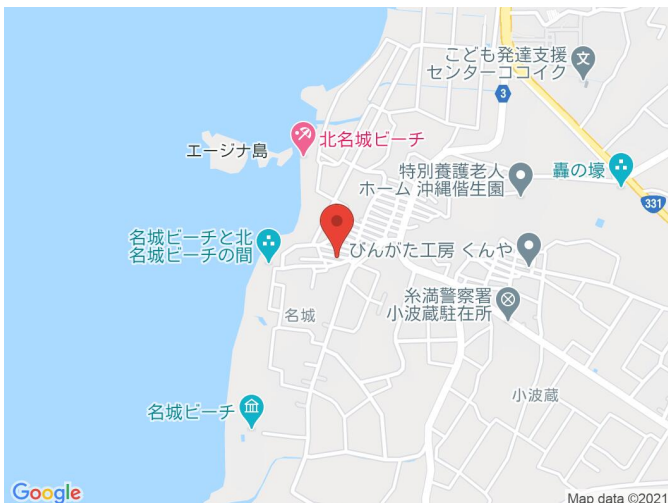 こども発達支援
センターココイク
3
北名城ビーチ
エージナ島
特別養護老人
ホーム 沖縄偕生園
轟の壕
331
名城ビーチと北
名城ビーチの間
びんがた工房 くんや
糸満警察署
小波蔵駐在所
名城
小波蔵
名城ビーチ
文
Google
Map data ©2021